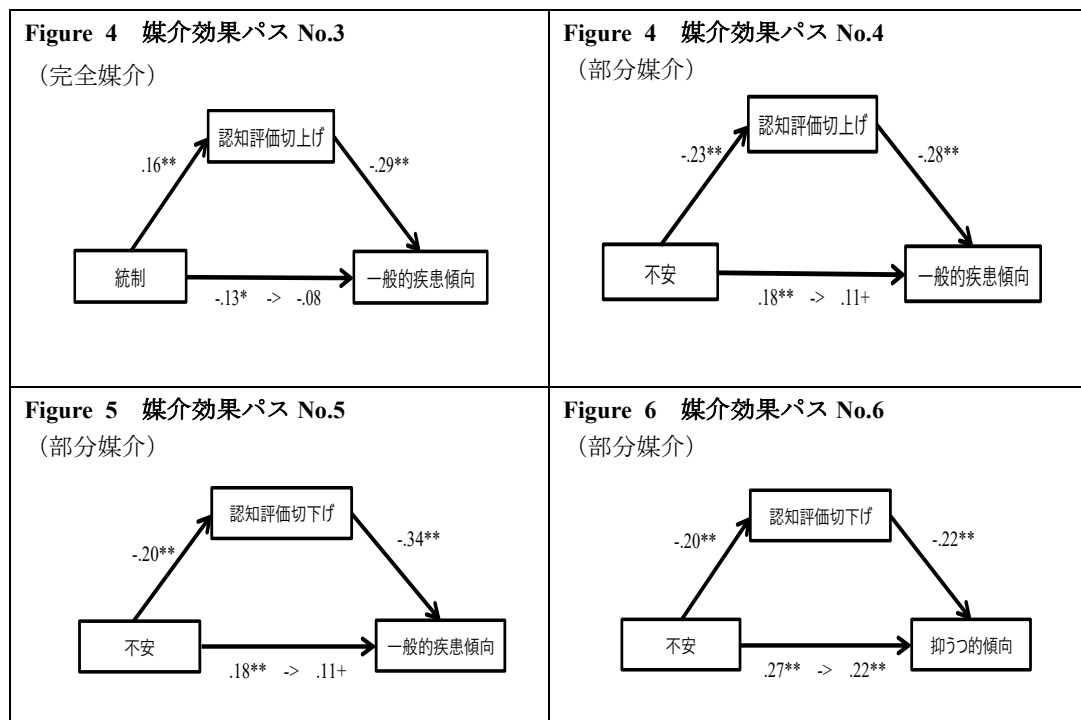 Figure 4 媒介効果パス No.3
(完全媒介)
認知評価切上げ
.16**
-.29**
統制
一般的疾患傾向
-.13* -> -.08
Figure 4 媒介効果パス No.4
(部分媒介)
認知評価切上げ
-.23**
-.28**
不安
一般的疾患傾向
.18** -> .11+
Figure 5 媒介効果パス No.5
(部分媒介)
認知評価切下げ
-.20**
-.34**
不安
一般的疾患傾向
.18** -> .11+
Figure 6 媒介効果パス No.6
(部分媒介)
認知評価切下げ
-.20**
-.22**
不安
抑うつ的傾向
.27** -> .22**